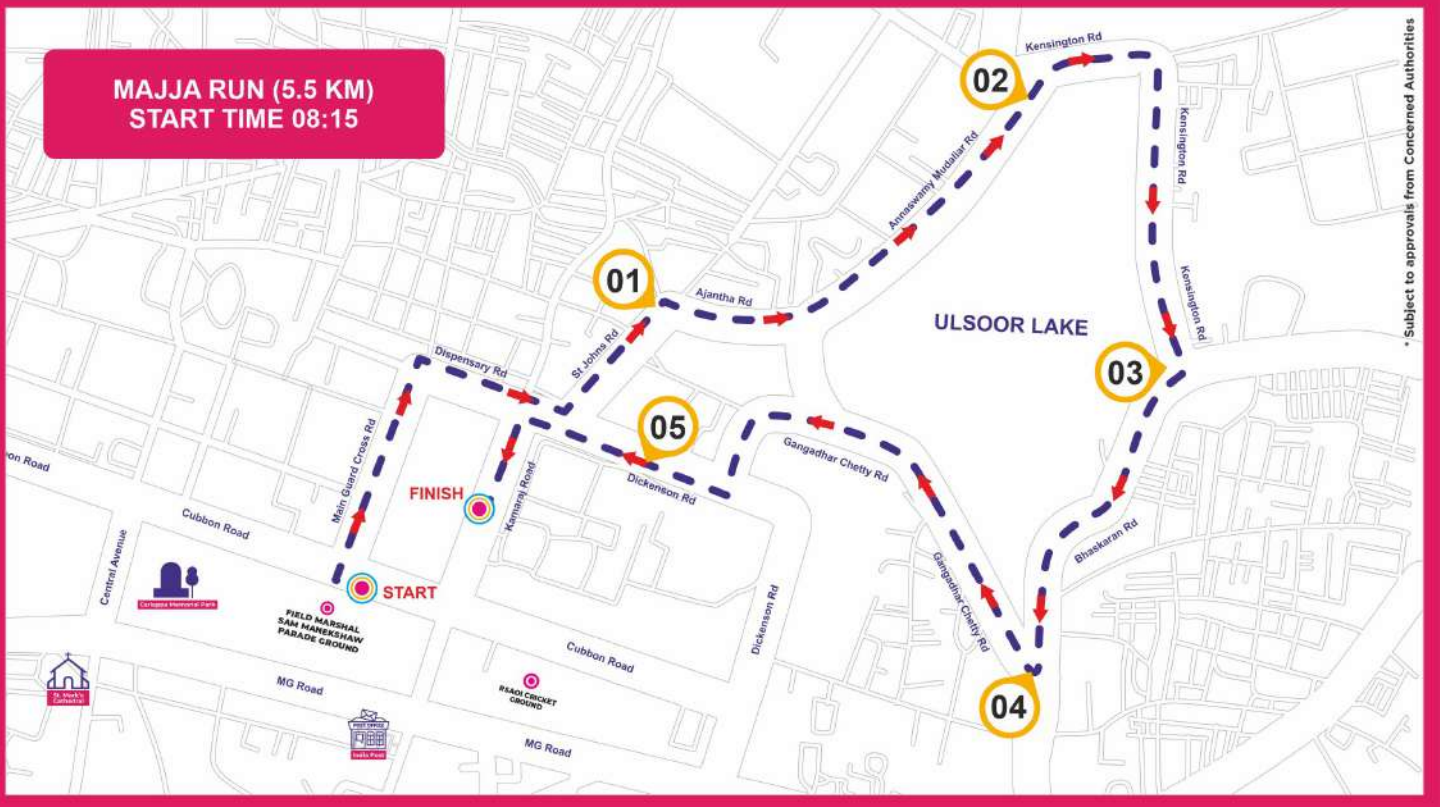 MAJJA RUN (5.5 KM)
START TIME 08:15
* Subject to approvals from Concerned Authorities
02
Kensington Rd
Kensington Rd
Annaswamy Mudaliar Rd
01
Ajantha Rd
Kensington Rd
ULSOOR LAKE
St Johns Rd
Dispensary Rd
03
05
Main Guard Cross Rd
Gangadhar Chetty Rd
on Road
FINISH
Kamaraj Road
Dickenson Rd
Cubbon Road
Bhaskaran Rd
Central Avenue
START
Gangadhar Chetty Rd
Cariappa Memorial Park
FIELD MARSHAL
SAM MANEKSHAW
PARADE GROUND
Dickenson Rd
Cubbon Road
St. Mark's
Cathedral
MG Road
RSAOI CRICKET
GROUND
04
POST OFFICE
India Post
MG Road